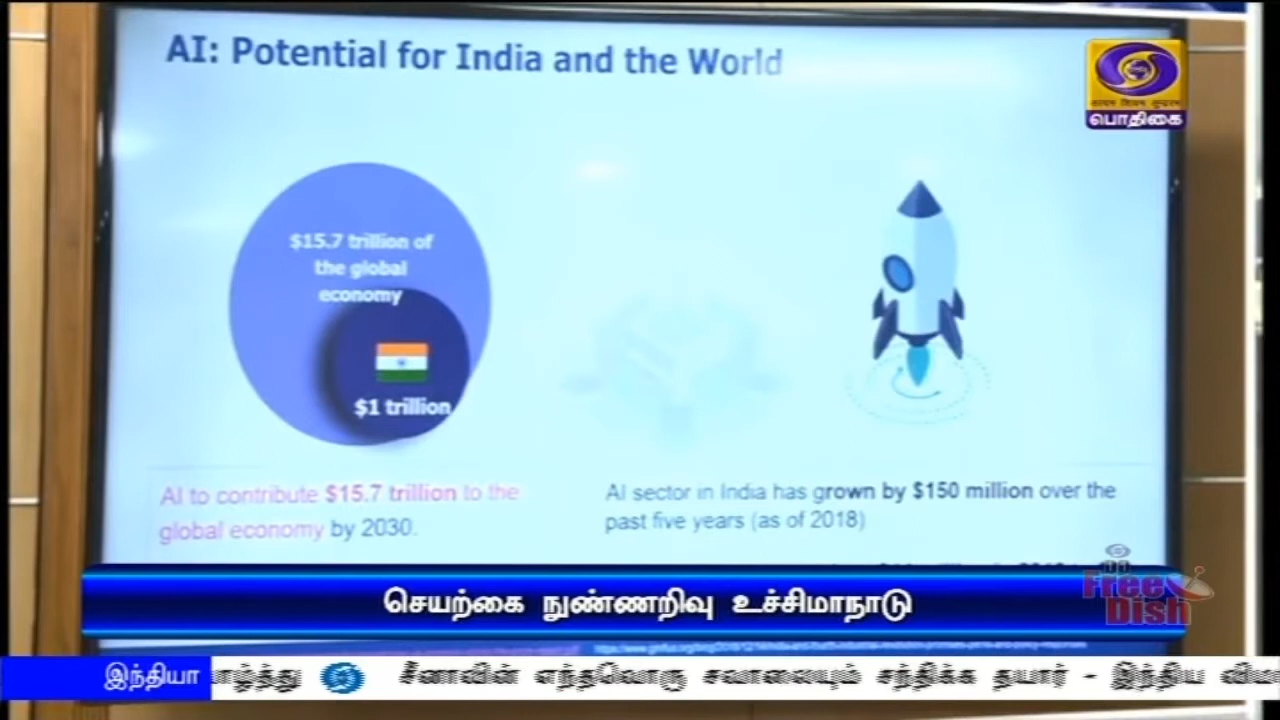 AI: Potential for India and the World
பொதிகை
$15.7 trillion of
the global
economy
$1 trillion
AI to contribute $15.7 trillion to the
global economy by 2030.
AI sector in India has grown by $150 million over the
past five years (as of 2018)
செயற்கை நுண்ணறிவு உச்சிமாநாடு
Free
Dish
இந்தியா
ாழ்த்து சீனாவின் எந்தவொரு சவாலையும் சந்திக்க தயார் - இந்திய